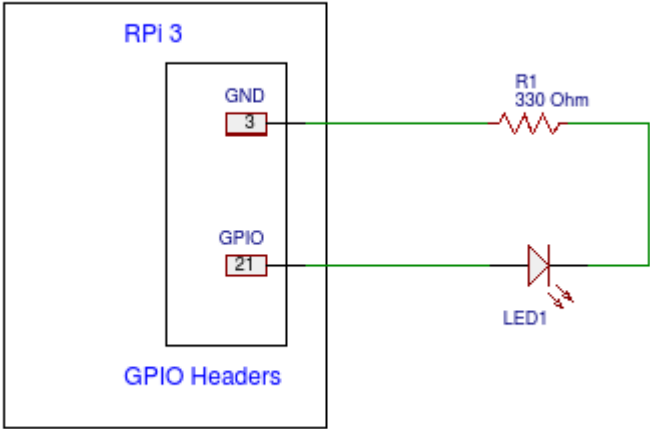 RPi 3
GND
3
R1
330 Ohm
GPIO
21
LED1
GPIO Headers